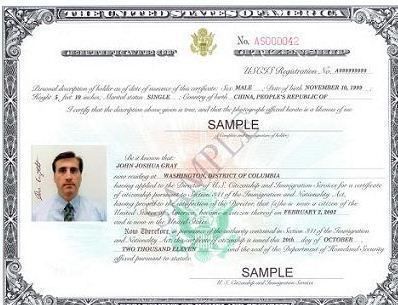 THE UNITED STATES OF AMERICA
No. AS000042
CERTIFICATE OF CITIZENSHIP
USCIS Registration No. A#########
Personal description of holder as of date of issuance of this certificate: Sex MALE Date of birth NOVEMBER 10, 1999
Height 5 feet 10 inches, Marital status SINGLE Country of birth CHINA, PEOPLE'S REPUBLIC OF
I certify that the description above given is true, and that the photograph affixed hereto is a likeness of me.
SAMPLE
SAMPLE
Be it known that
JOHN JOSHUA GRAY
now residing at WASHINGTON, DISTRICT OF COLUMBIA
having applied to the Director of U.S. Citizenship and Immigration Services for a certificate
of citizenship pursuant to Section 341 of the Immigration and Nationality Act, having
proved to the satisfaction of the Director, that (s)he is now a citizen of the
United States of America, became a citizen thereof on FEBRUARY 2, 2002
and is now in the United States.
Now Therefore, in pursuance of the authority contained in Section 341 of the Immigration
and Nationality Act, this certificate of citizenship is issued the 20th day of OCTOBER
TWO THOUSAND ELEVEN and the seal of the Department of Homeland Security
affixed pursuant to statute.
SAMPLE
U.S. Citizenship and Immigration Services